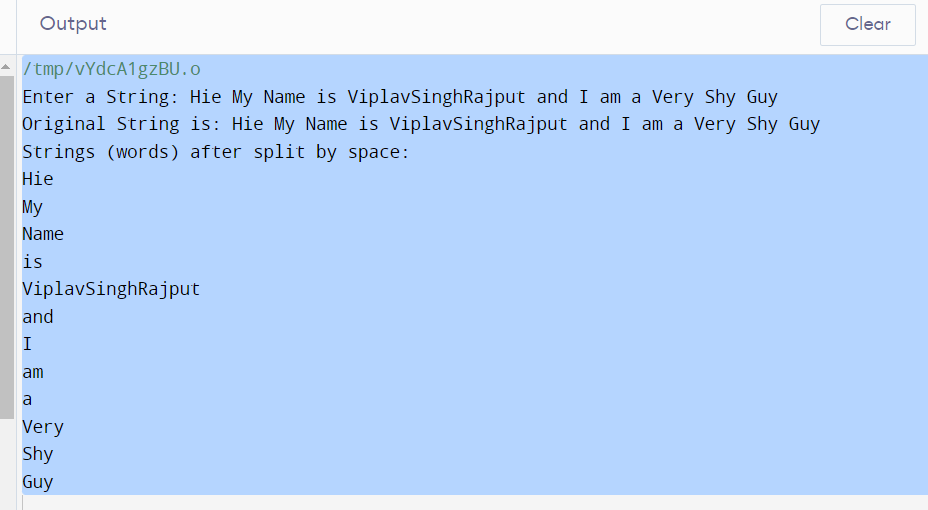 Output
Clear
/tmp/vYdcA1gzBU.o
Enter a String: Hie My Name is ViplavSinghRajput and I am a Very Shy Guy
Original String is: Hie My Name is ViplavSinghRajput and I am a Very Shy Guy
Strings (words) after split by space:
Hie
My
Name
is
ViplavSinghRajput
and
I
am
a
Very
Shy
Guy